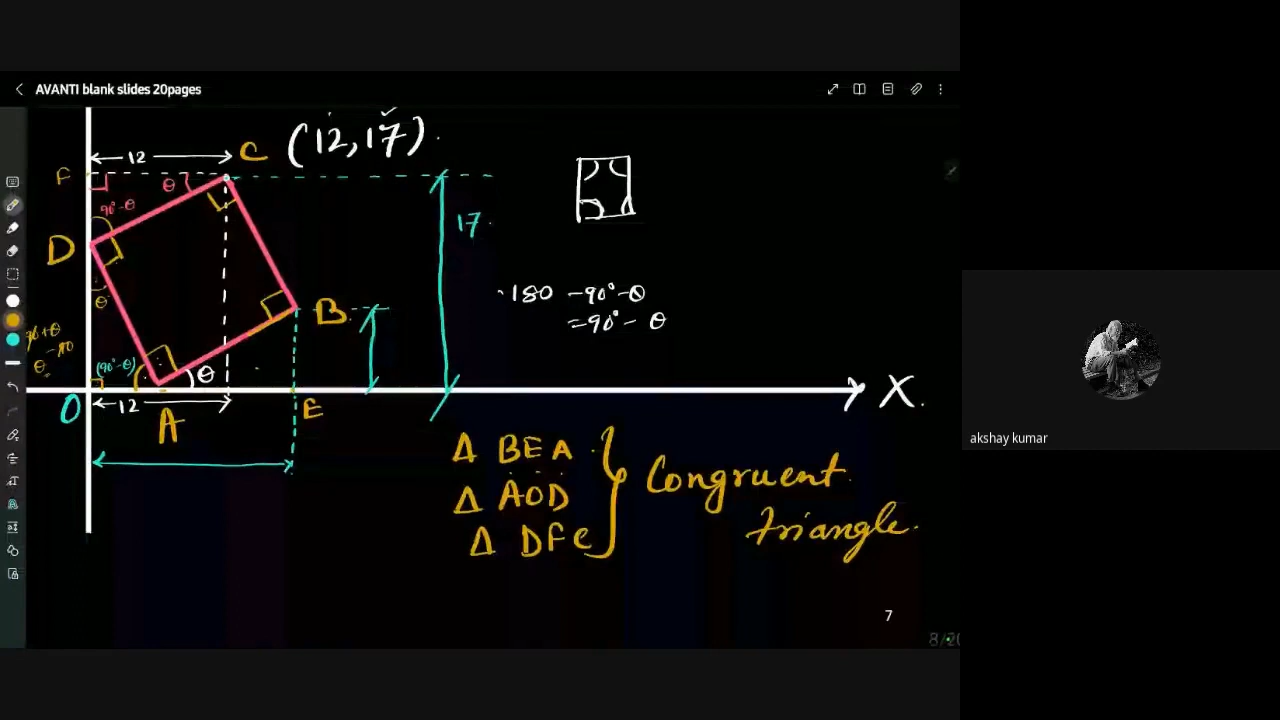 AVANTI blank slides 20pages
12
C (12,17).
F
θ
90°-θ
17.
D
θ
180 -90°-θ
=90°- θ
B.
90+θ
(90°-θ)
θ
X.
O
12
A
E
Δ BEA
Δ AOD
Δ DFC
Congruent
triangle.
akshay kumar
7
8/20